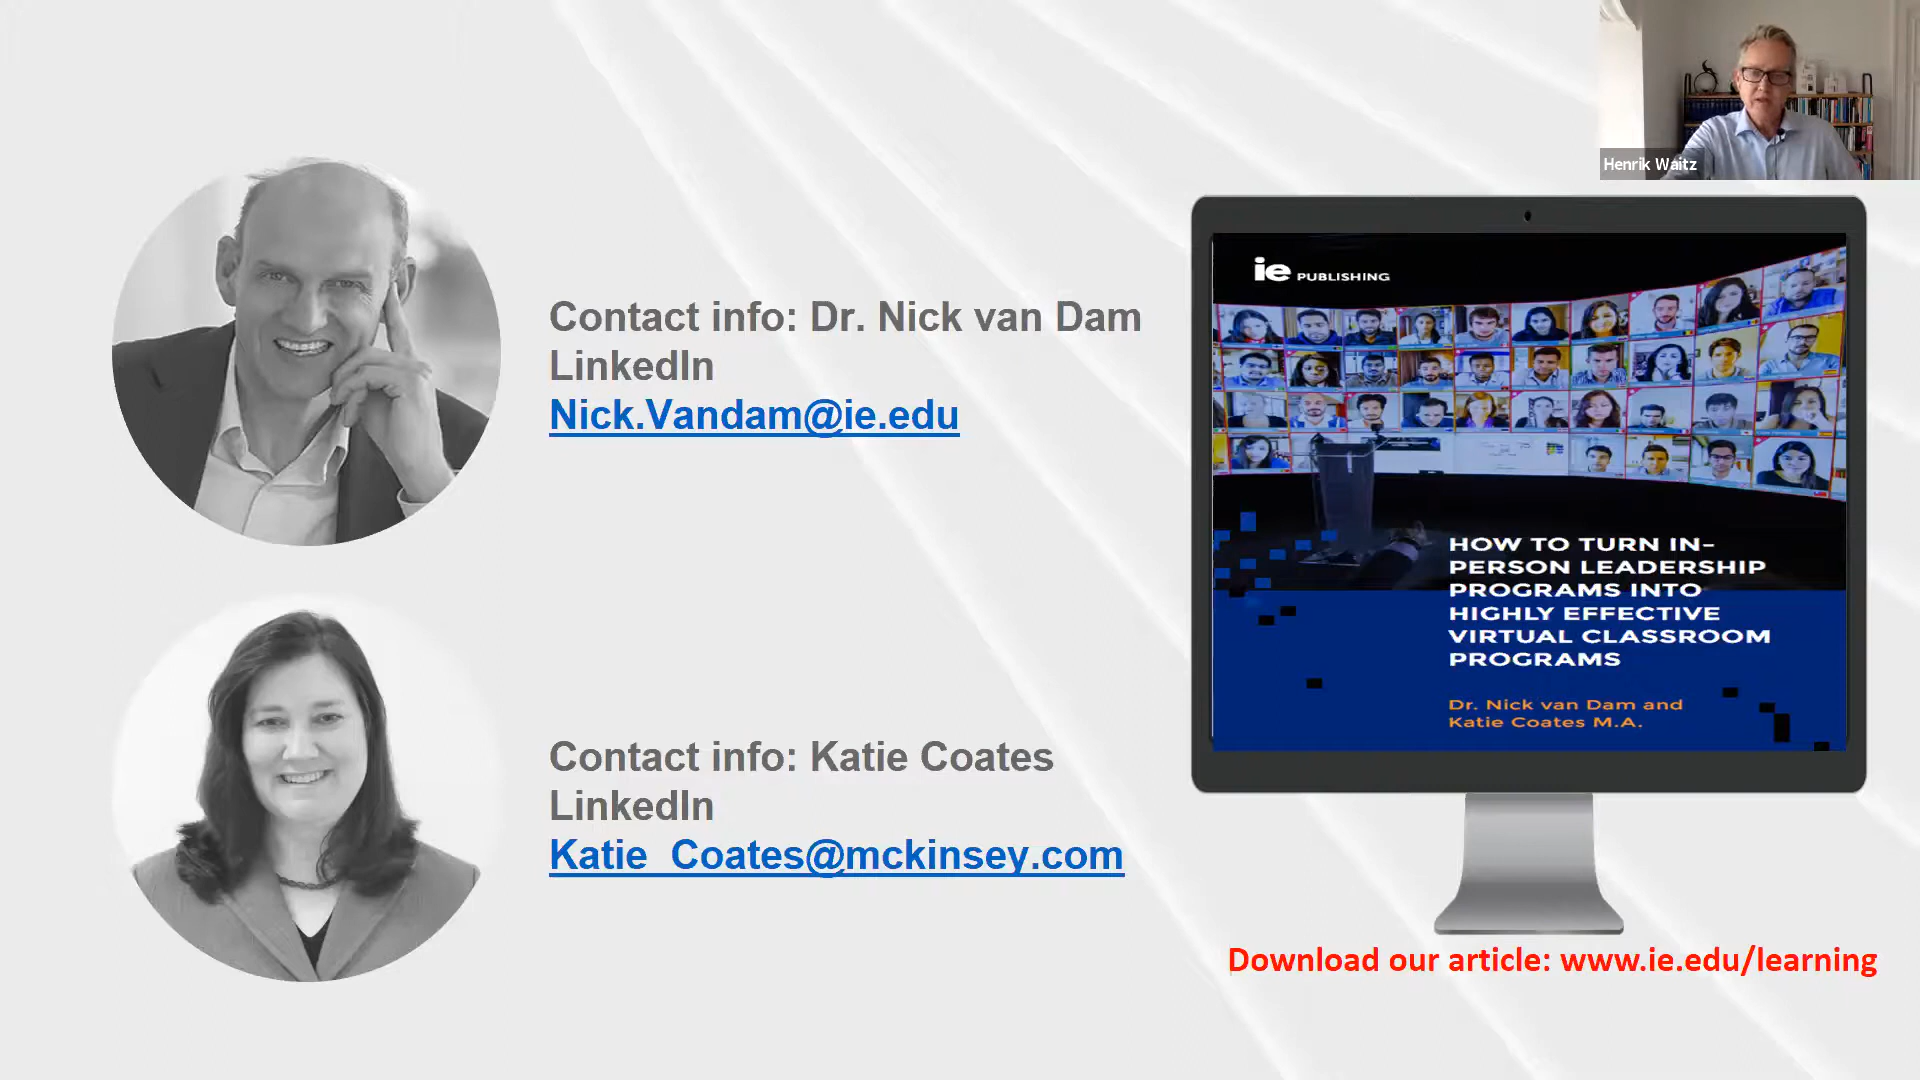 Henrik Waitz
Contact info: Dr. Nick van Dam
LinkedIn
Nick.Vandam@ie.edu
Contact info: Katie Coates
LinkedIn
Katie_Coates@mckinsey.com
ie PUBLISHING
HOW TO TURN IN-
PERSON LEADERSHIP
PROGRAMS INTO
HIGHLY EFFECTIVE
VIRTUAL CLASSROOM
PROGRAMS
Dr. Nick van Dam and
Katie Coates M.A.
Download our article: www.ie.edu/learning